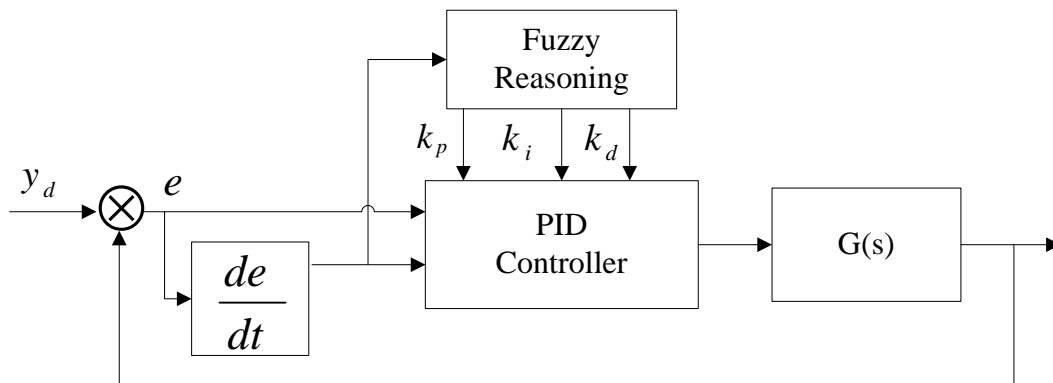 Fuzzy
Reasoning
k_p k_i k_d
y_d e
PID
Controller
G(s)
de
dt